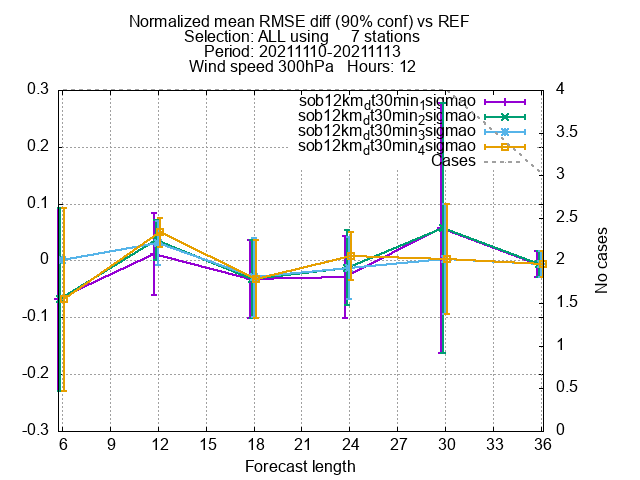 Normalized mean RMSE diff (90% conf) vs REF
Selection: ALL using 7 stations
Period: 20211110-20211113
Wind speed 300hPa Hours: 12
sob12km_dt30min_1sigmao
sob12km_dt30min_2sigmao
sob12km_dt30min_3sigmao
sob12km_dt30min_4sigmao
Cases
0.3
0.2
0.1
0
-0.1
-0.2
-0.3
4
3.5
3
2.5
2
1.5
1
0.5
0
No cases
6 9 12 15 18 21 24 27 30 33 36
Forecast length